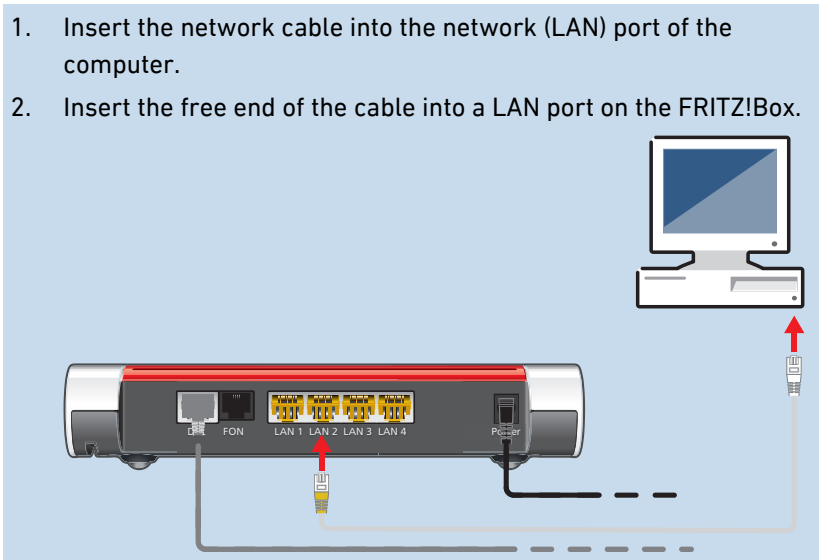 1. Insert the network cable into the network (LAN) port of the
computer.
2. Insert the free end of the cable into a LAN port on the FRITZ!Box.
FON LAN 1 LAN 2 LAN 3 LAN 4